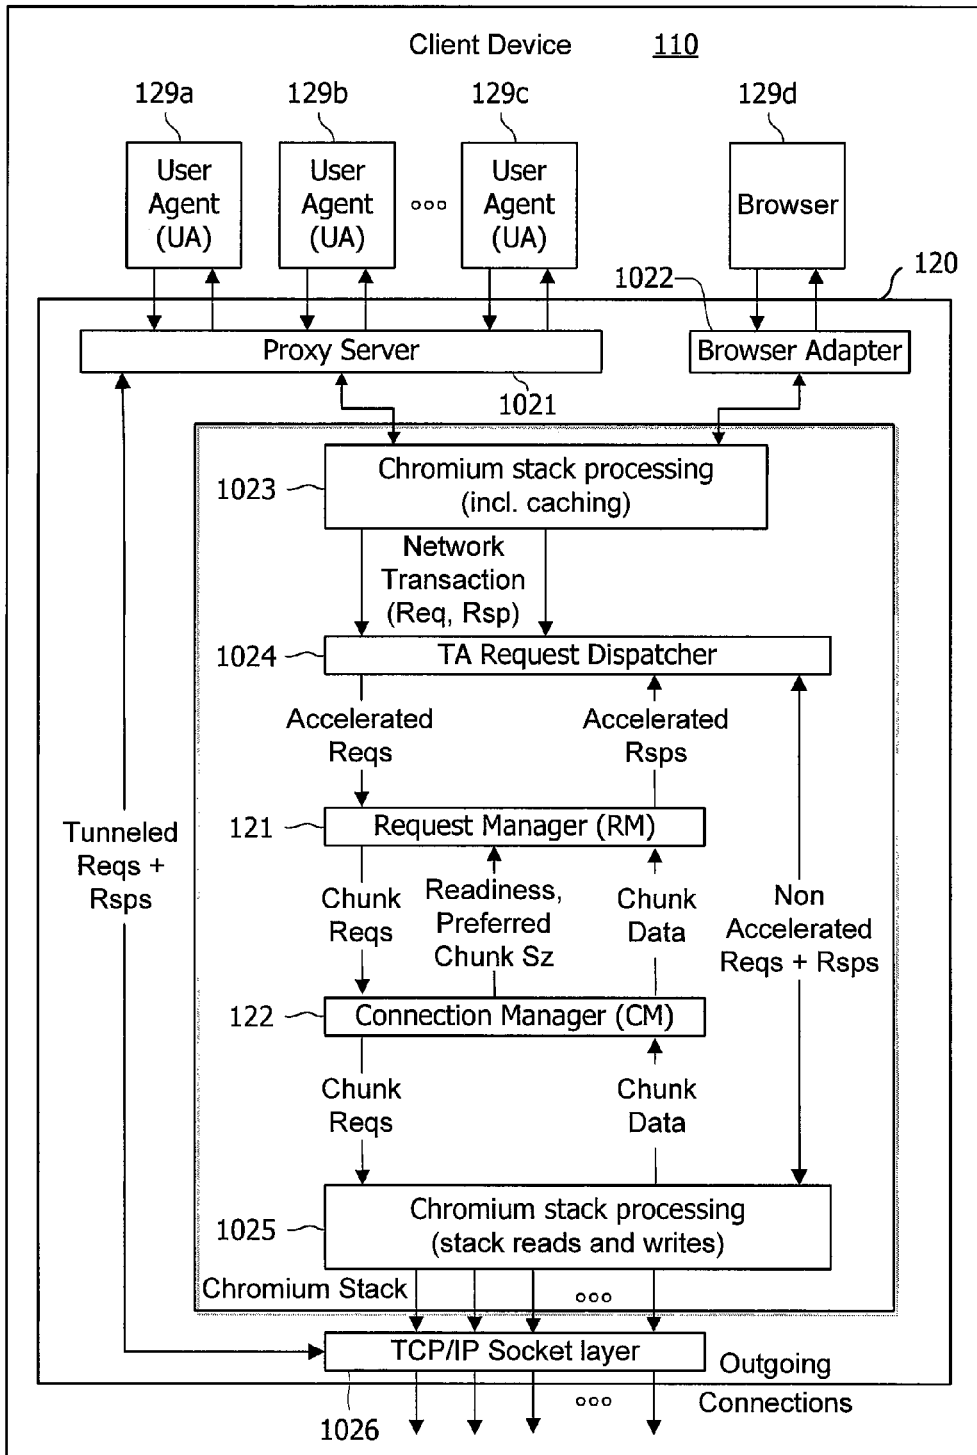 Client Device 110
129a 129b 129c 129d
User
Agent
(UA)
User
Agent
(UA)
ooo
User
Agent
(UA)
Browser
1022
120
Proxy Server
Browser Adapter
1021
1023
Chromium stack processing
(incl. caching)
Network
Transaction
(Req, Rsp)
1024
TA Request Dispatcher
Accelerated
Reqs
Accelerated
Rsps
121
Request Manager (RM)
Tunneled
Reqs +
Rsps
Chunk
Reqs
Readiness,
Preferred
Chunk Sz
Chunk
Data
Non
Accelerated
Reqs + Rsps
122
Connection Manager (CM)
Chunk
Reqs
Chunk
Data
1025
Chromium stack processing
(stack reads and writes)
Chromium Stack
ooo
TCP/IP Socket layer
1026
ooo
Outgoing
Connections